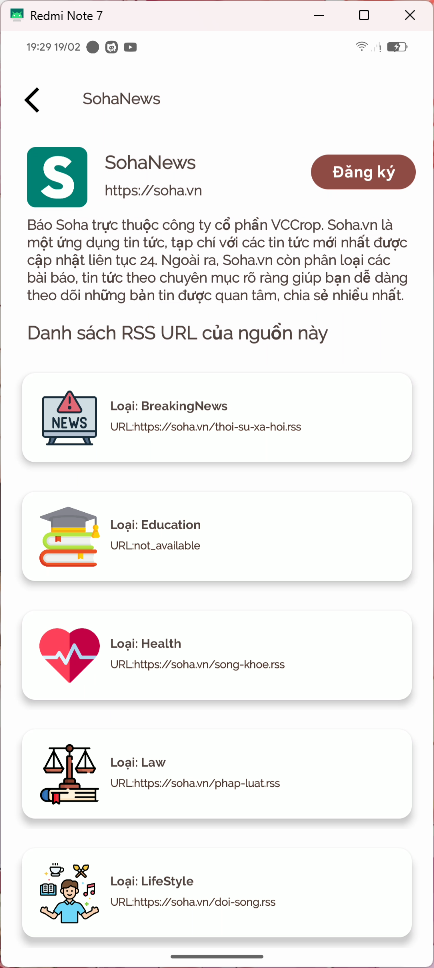 Redmi Note 7
19:29 19/02
SohaNews
S
SohaNews
https://soha.vn
Đăng ký
Báo Soha trực thuộc công ty cổ phần VCCrop. Soha.vn là
một ứng dụng tin tức, tạp chí với các tin tức mới nhất được
cập nhật liên tục 24. Ngoài ra, Soha.vn còn phân loại các
bài báo, tin tức theo chuyên mục rõ ràng giúp bạn dễ dàng
theo dõi những bản tin được quan tâm, chia sẻ nhiều nhất.
Danh sách RSS URL của nguồn này
NEWS
Loại: BreakingNews
URL:https://soha.vn/thoi-su-xa-hoi.rss
Loại: Education
URL:not_available
Loại: Health
URL:https://soha.vn/song-khoe.rss
Loại: Law
URL:https://soha.vn/phap-luat.rss
Loại: LifeStyle
URL:https://soha.vn/doi-song.rss